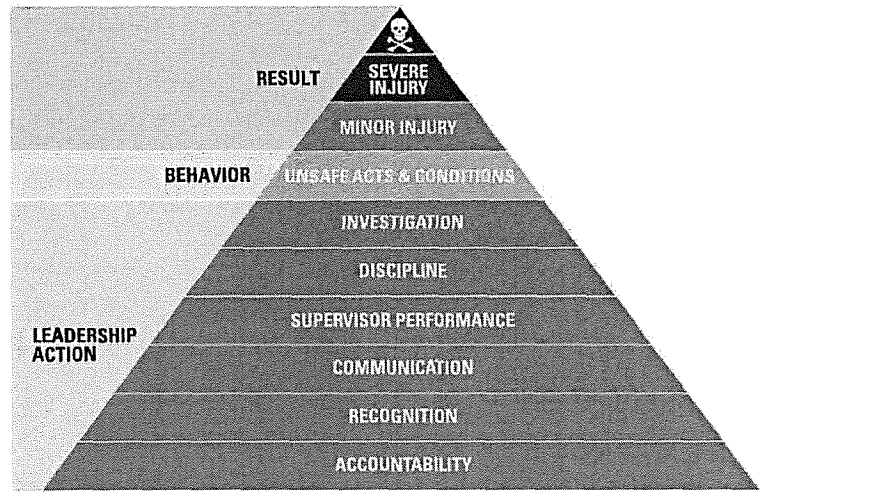 RESULT
SEVERE
INJURY
MINOR INJURY
BEHAVIOR
UNSAFE ACTS & CONDITIONS
INVESTIGATION
DISCIPLINE
SUPERVISOR PERFORMANCE
LEADERSHIP
ACTION
COMMUNICATION
RECOGNITION
ACCOUNTABILITY